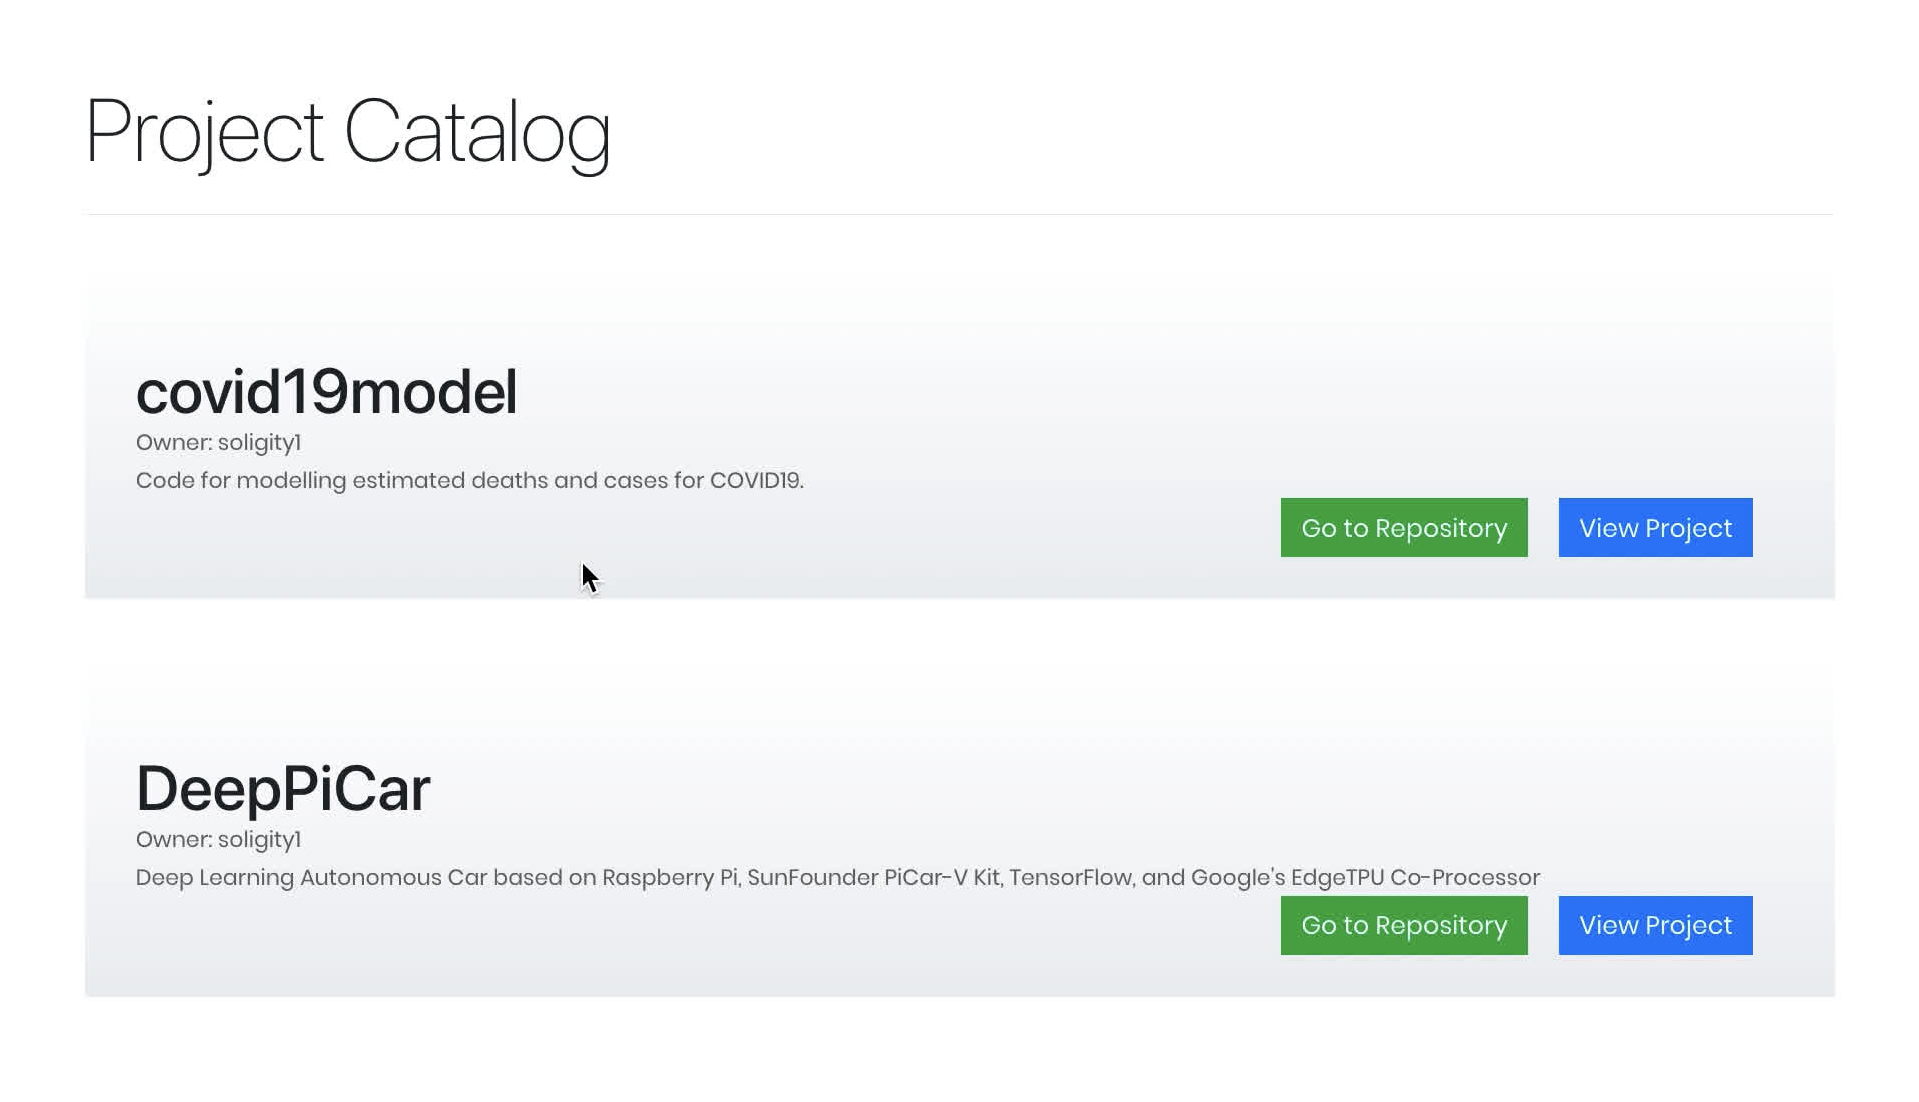 Project Catalog
covid19model
Owner: soligity1
Code for modelling estimated deaths and cases for COVID19.
Go to Repository
View Project
DeepPiCar
Owner: soligity1
Deep Learning Autonomous Car based on Raspberry Pi, SunFounder PiCar-V Kit, TensorFlow, and Google's EdgeTPU Co-Processor
Go to Repository
View Project